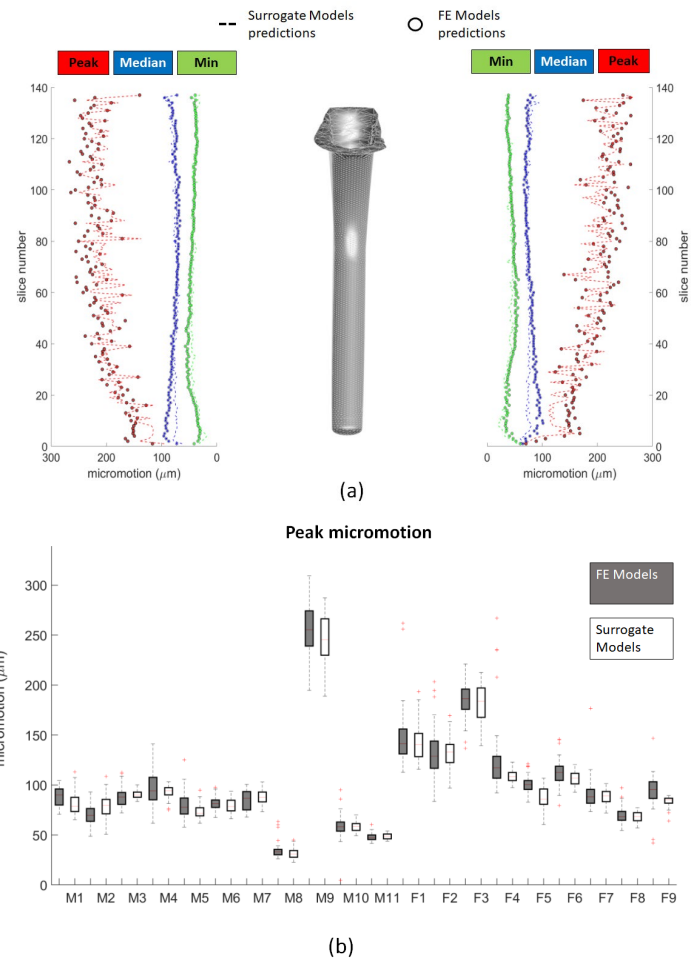 Surrogate Models
predictions
FE Models
predictions
Peak Median Min
Min Median Peak
140
120
100
80
60
40
20
0
slice number
300 200 100 0
micromotion (μm)
140
120
100
80
60
40
20
0
slice number
0 100 200 300
micromotion (μm)
(a)
Peak micromotion
FE Models
Surrogate
Models
300
250
200
150
100
50
0
micromotion (μm)
M1 M2 M3 M4 M5 M6 M7 M8 M9 M10 M11 F1 F2 F3 F4 F5 F6 F7 F8 F9
(b)